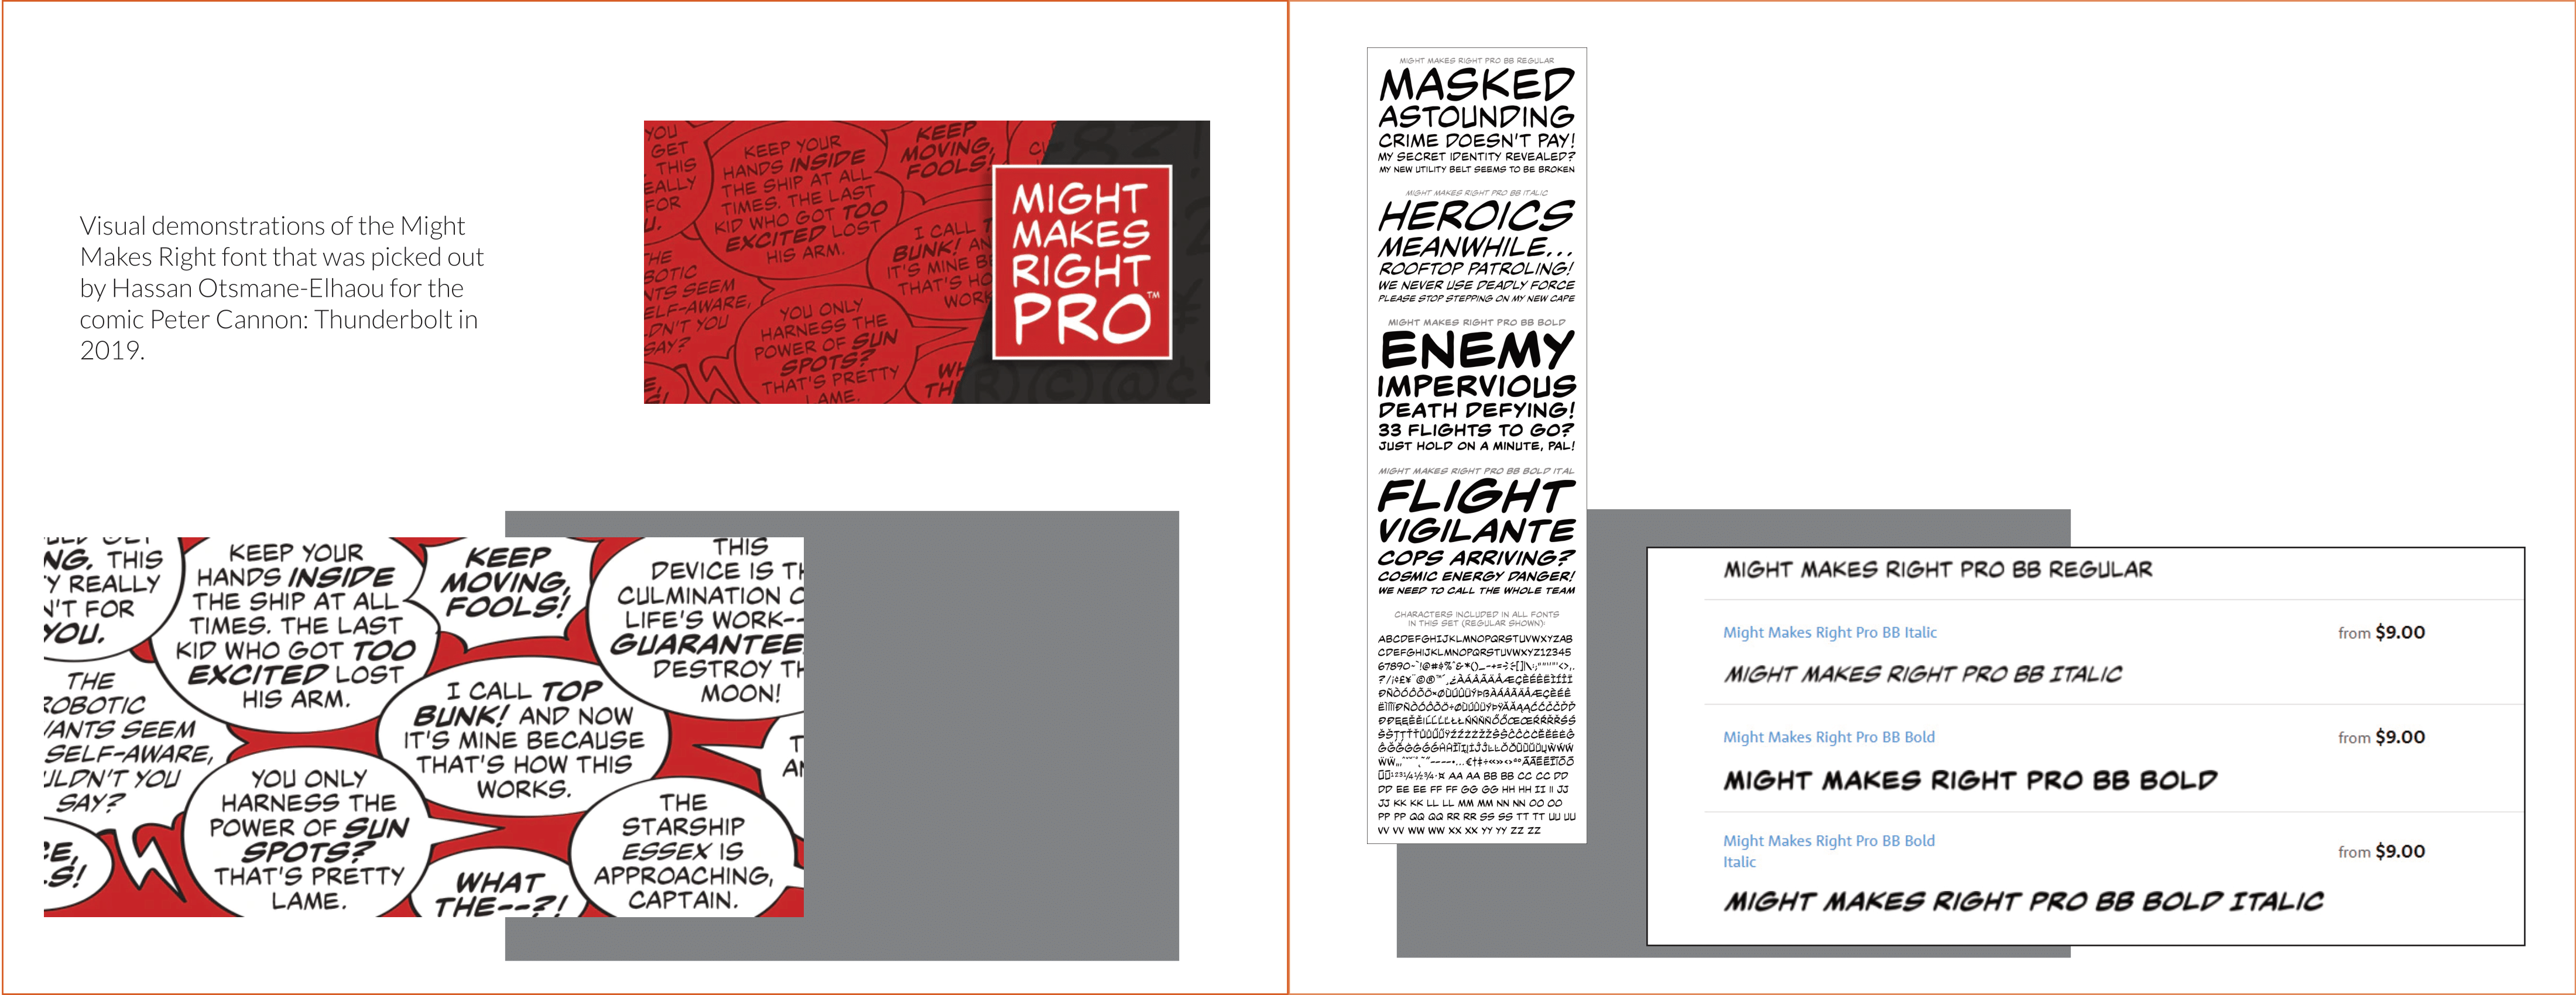 Visual demonstrations of the Might
Makes Right font that was picked out
by Hassan Otsmane-Elhaou for the
comic Peter Cannon: Thunderbolt in
2019.
YOU
GET
THIS
EALLY
FOR
U.
KEEP YOUR
HANDS INSIDE
THE SHIP AT ALL
TIMES. THE LAST
KID WHO GOT TOO
EXCITED LOST
HIS ARM.
KEEP
MOVING,
FOOLS!
I CALL T
BUNK! AN
IT'S MINE BE
THAT'S HO
WORK
THE
BOTIC
NTS SEEM
ELF-AWARE,
LDN'T YOU
SAY?
YOU ONLY
HARNESS THE
POWER OF SUN
SPOTS?
THAT'S PRETTY
LAME.
WH
TH
MIGHT
MAKES
RIGHT
PRO™
NG. THIS
Y REALLY
N'T FOR
YOU.
KEEP YOUR
HANDS INSIDE
THE SHIP AT ALL
TIMES. THE LAST
KID WHO GOT TOO
EXCITED LOST
HIS ARM.
KEEP
MOVING,
FOOLS!
THIS
DEVICE IS TH
CULMINATION O
LIFE'S WORK--
GUARANTEE
DESTROY TH
MOON!
THE
ROBOTIC
ANTS SEEM
SELF-AWARE,
ULDN'T YOU
SAY?
I CALL TOP
BUNK! AND NOW
IT'S MINE BECAUSE
THAT'S HOW THIS
WORKS.
T
AN
YOU ONLY
HARNESS THE
POWER OF SUN
SPOTS?
THAT'S PRETTY
LAME.
THE
STARSHIP
ESSEX IS
APPROACHING,
CAPTAIN.
E,
S!
WHAT
THE--?!
MIGHT MAKES RIGHT PRO BB REGULAR
MASKED
ASTOUNDING
CRIME DOESN'T PAY!
MY SECRET IDENTITY REVEALED?
MY NEW UTILITY BELT SEEMS TO BE BROKEN
MIGHT MAKES RIGHT PRO BB ITALIC
HEROICS
MEANWHILE...
ROOFTOP PATROLING!
WE NEVER USE DEADLY FORCE
PLEASE STOP STEPPING ON MY NEW CAPE
MIGHT MAKES RIGHT PRO BB BOLD
ENEMY
IMPERVIOUS
DEATH DEFYING!
33 FLIGHTS TO GO?
JUST HOLD ON A MINUTE, PAL!
MIGHT MAKES RIGHT PRO BB BOLD ITAL
FLIGHT
VIGILANTE
COPS ARRIVING?
COSMIC ENERGY DANGER!
WE NEED TO CALL THE WHOLE TEAM
CHARACTERS INCLUDED IN ALL FONTS
IN THIS SET (REGULAR SHOWN):
ABCDEFGHIJKLMNOPQRSTUVWXYZAB
CDEFGHIJKLMNOPQRSTUVWXYZ12345
AA AA BB BB CC CC DD
DD EE EE FF FF GG GG HH HH II II JJ
JJ KK KK LL LL MM MM NN NN OO OO
PP PP QQ QQ RR RR SS SS TT TT UU UU
VV VV WW WW XX XX YY YY ZZ ZZ
MIGHT MAKES RIGHT PRO BB REGULAR
Might Makes Right Pro BB Italic from $9.00
MIGHT MAKES RIGHT PRO BB ITALIC
Might Makes Right Pro BB Bold from $9.00
MIGHT MAKES RIGHT PRO BB BOLD
Might Makes Right Pro BB Bold
Italic from $9.00
MIGHT MAKES RIGHT PRO BB BOLD ITALIC